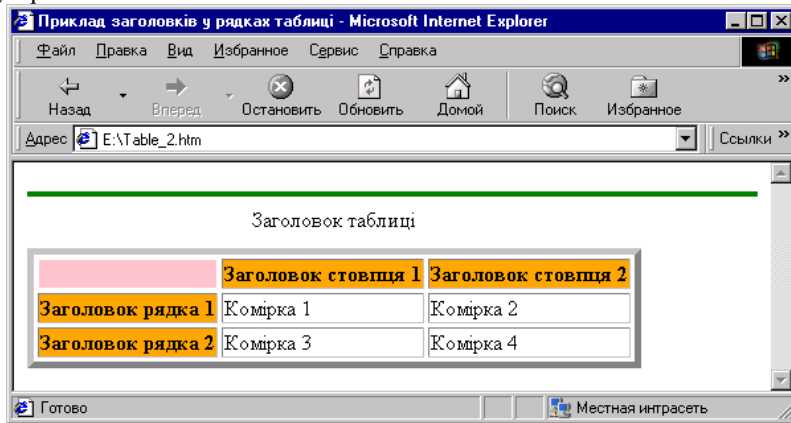 Приклад заголовків у рядках таблиці - Microsoft Internet Explorer
Файл Правка Вид Избранное Сервис Справка
Назад Вперед Остановить Обновить Домой Поиск Избранное »
Адрес E:\Table_2.htm Ссылки »
Заголовок таблиці
Заголовок стовпця 1 Заголовок стовпця 2
Заголовок рядка 1 Комірка 1 Комірка 2
Заголовок рядка 2 Комірка 3 Комірка 4
Готово Местная интрасеть